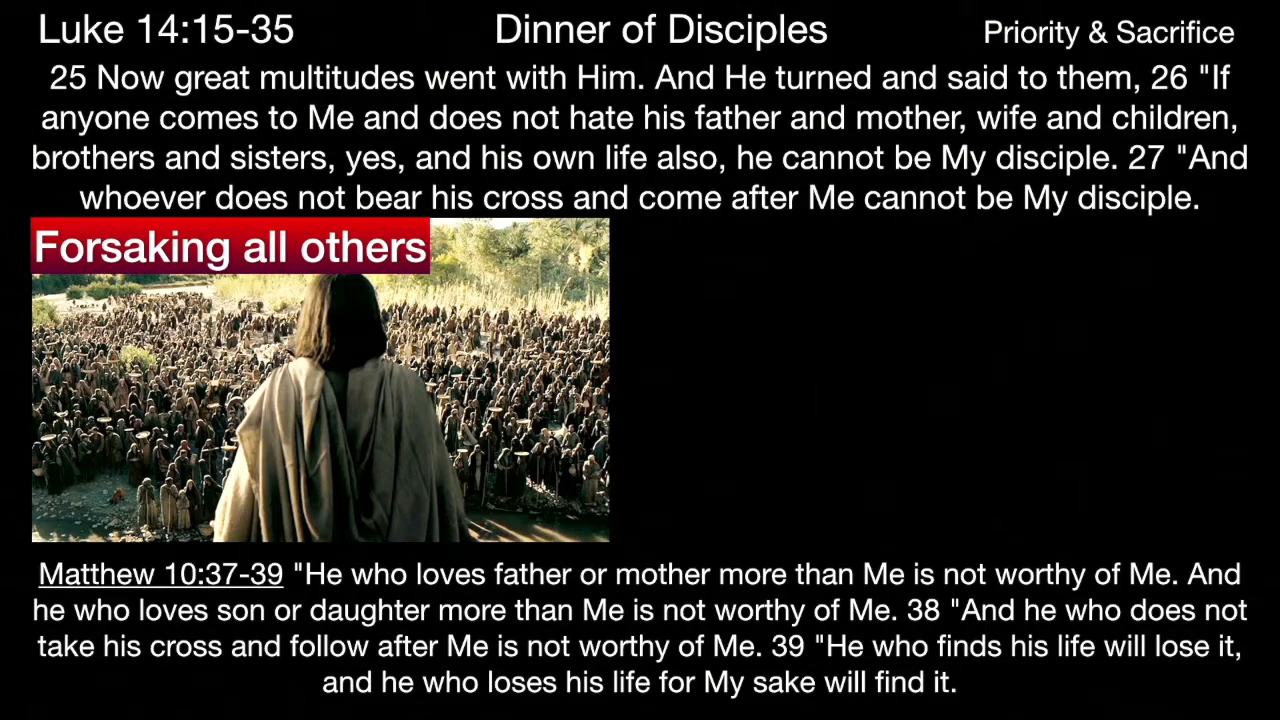 Luke 14:15-35 Dinner of Disciples Priority & Sacrifice
25 Now great multitudes went with Him. And He turned and said to them, 26 "If
anyone comes to Me and does not hate his father and mother, wife and children,
brothers and sisters, yes, and his own life also, he cannot be My disciple. 27 "And
whoever does not bear his cross and come after Me cannot be My disciple.
Forsaking all others
Matthew 10:37-39 "He who loves father or mother more than Me is not worthy of Me. And
he who loves son or daughter more than Me is not worthy of Me. 38 "And he who does not
take his cross and follow after Me is not worthy of Me. 39 "He who finds his life will lose it,
and he who loses his life for My sake will find it.